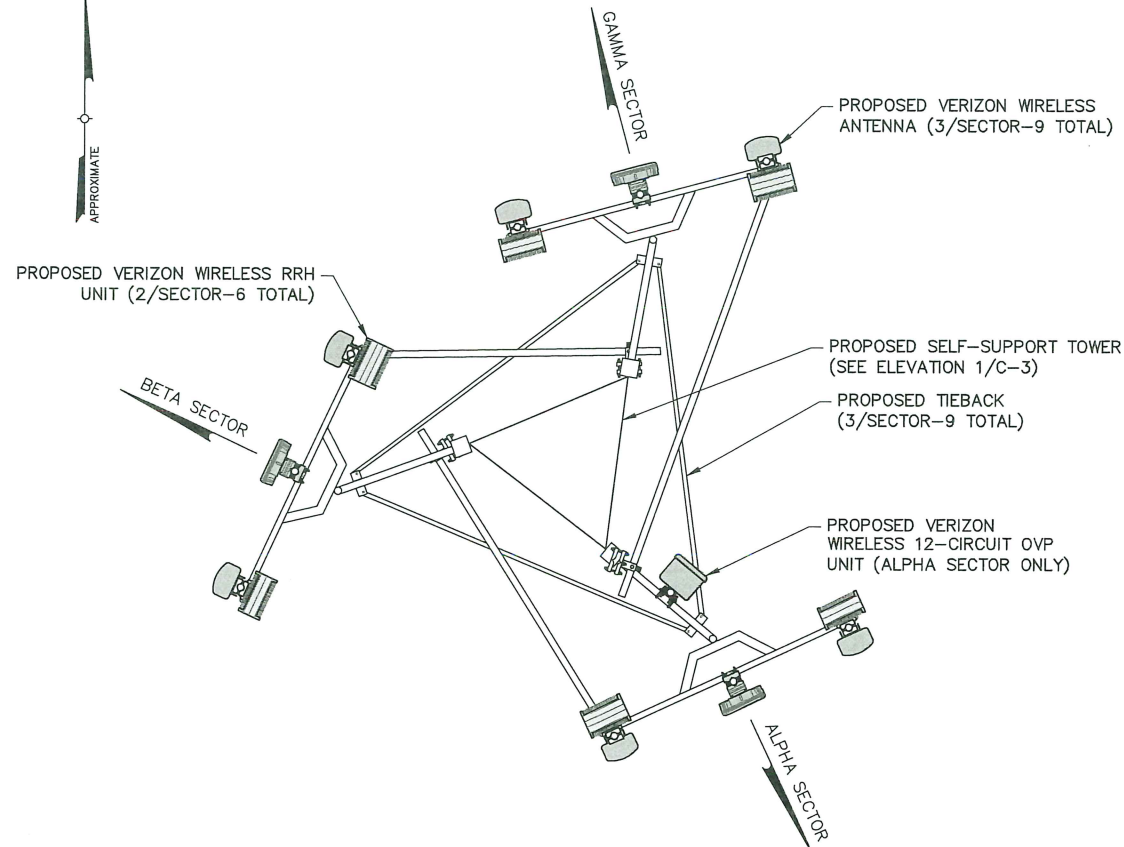 APPROXIMATE
GAMMA SECTOR
PROPOSED VERIZON WIRELESS
ANTENNA (3/SECTOR-9 TOTAL)
PROPOSED VERIZON WIRELESS RRH
UNIT (2/SECTOR-6 TOTAL)
PROPOSED SELF-SUPPORT TOWER
(SEE ELEVATION 1/C-3)
BETA SECTOR
PROPOSED TIEBACK
(3/SECTOR-9 TOTAL)
PROPOSED VERIZON
WIRELESS 12-CIRCUIT OVP
UNIT (ALPHA SECTOR ONLY)
ALPHA SECTOR